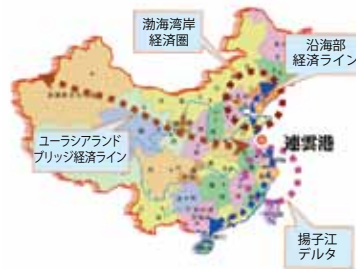 渤海湾岸
経済圏
沿海部
経済ライン
ユーラシアランド
ブリッジ経済ライン
連雲港
揚子江
デルタ